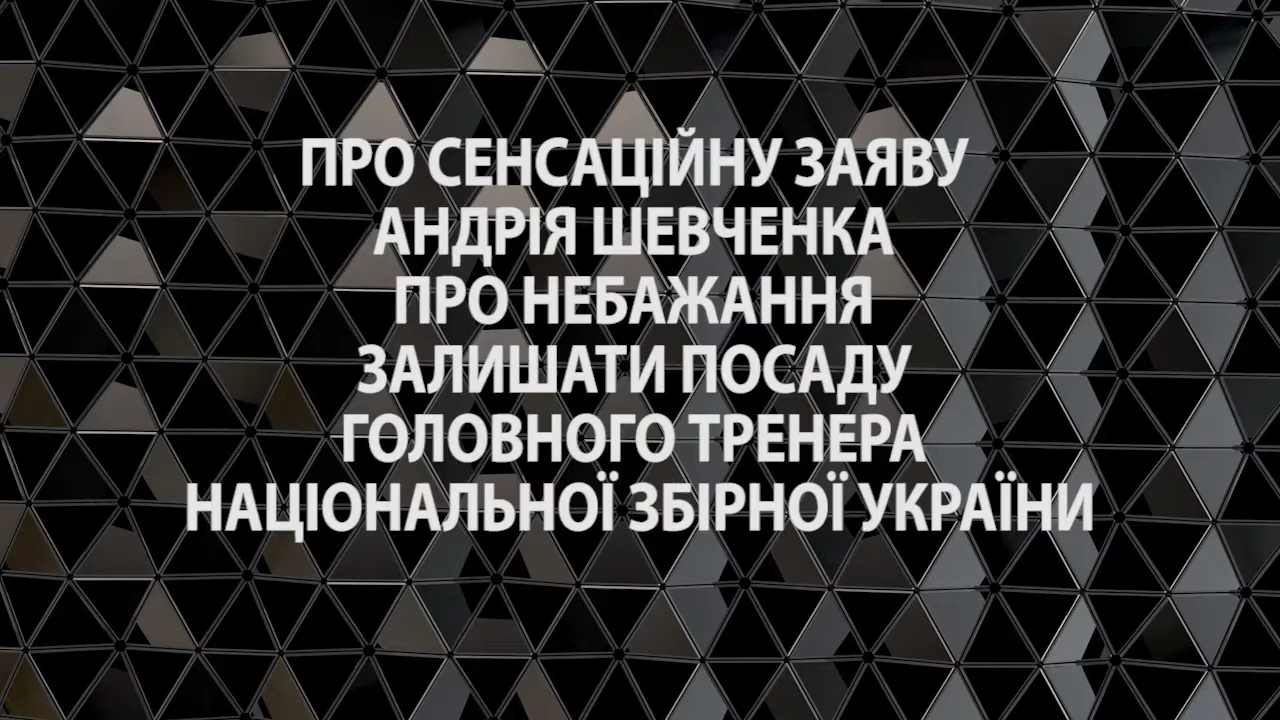 ПРО СЕНСАЦІЙНУ ЗАЯВУ
АНДРІЯ ШЕВЧЕНКА
ПРО НЕБАЖАННЯ
ЗАЛИШАТИ ПОСАДУ
ГОЛОВНОГО ТРЕНЕРА
НАЦІОНАЛЬНОЇ ЗБІРНОЇ УКРАЇНИ